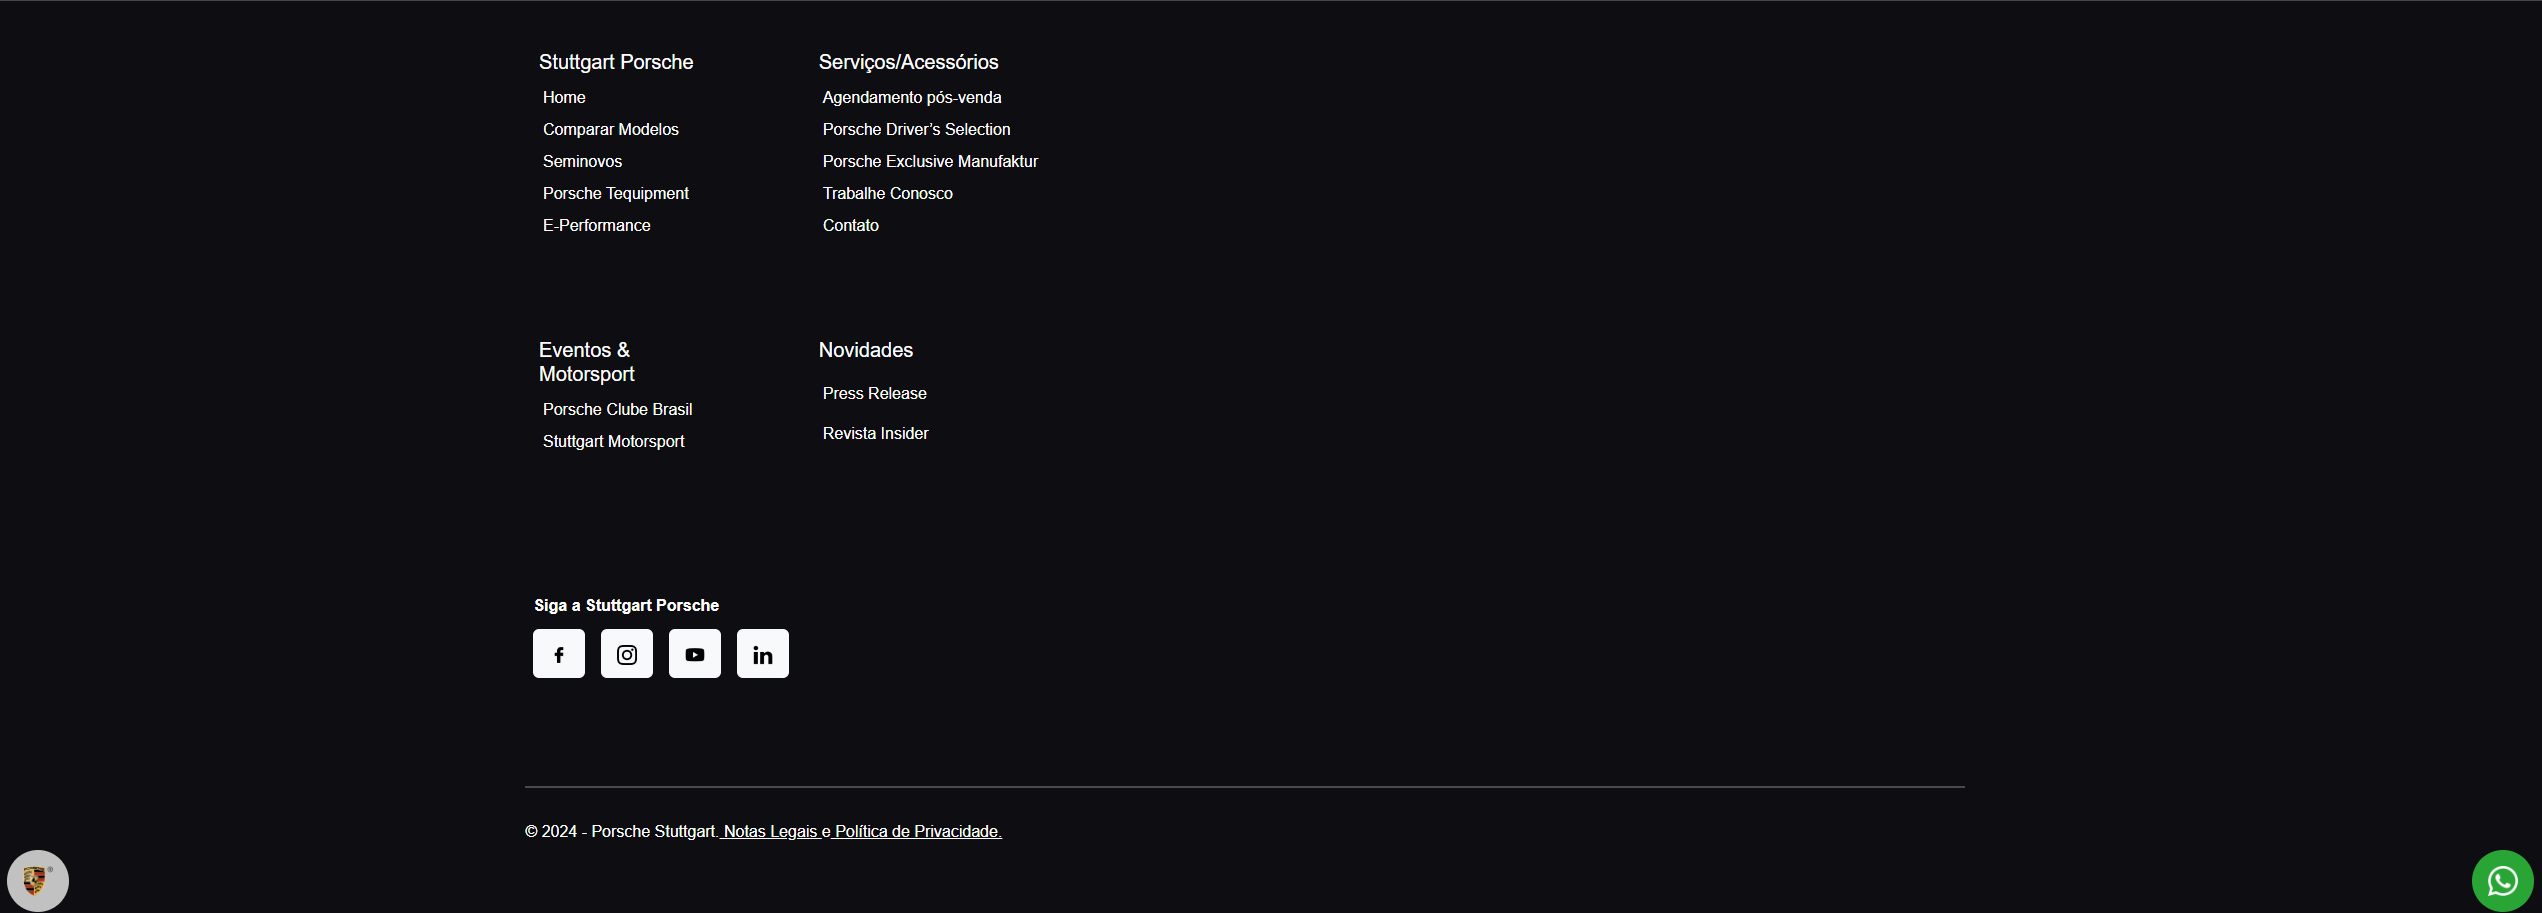 Stuttgart Porsche
Home
Comparar Modelos
Seminovos
Porsche Tequipment
E-Performance
Serviços/Acessórios
Agendamento pós-venda
Porsche Driver’s Selection
Porsche Exclusive Manufaktur
Trabalhe Conosco
Contato
Eventos &
Motorsport
Porsche Clube Brasil
Stuttgart Motorsport
Novidades
Press Release
Revista Insider
Siga a Stuttgart Porsche
© 2024 - Porsche Stuttgart. Notas Legais e Política de Privacidade.